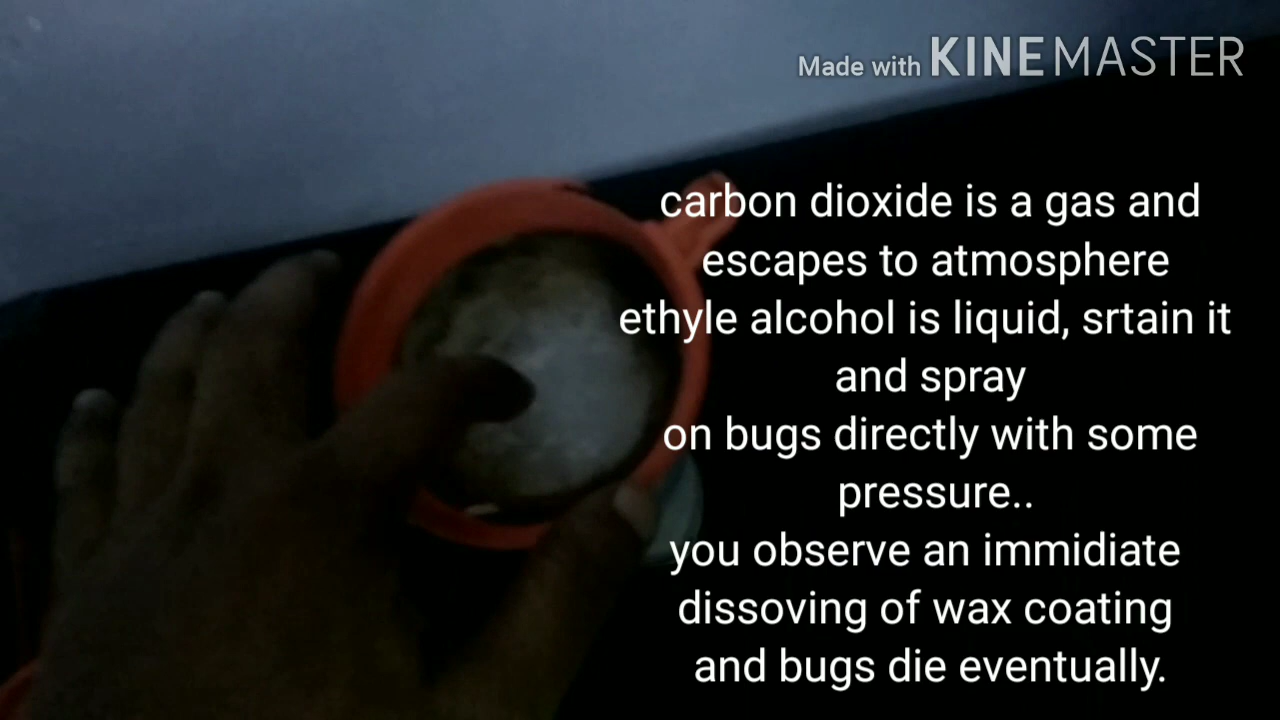 Made with KINEMASTER
carbon dioxide is a gas and
escapes to atmosphere
ethyle alcohol is liquid, srtain it
and spray
on bugs directly with some
pressure..
you observe an immidiate
dissoving of wax coating
and bugs die eventually.